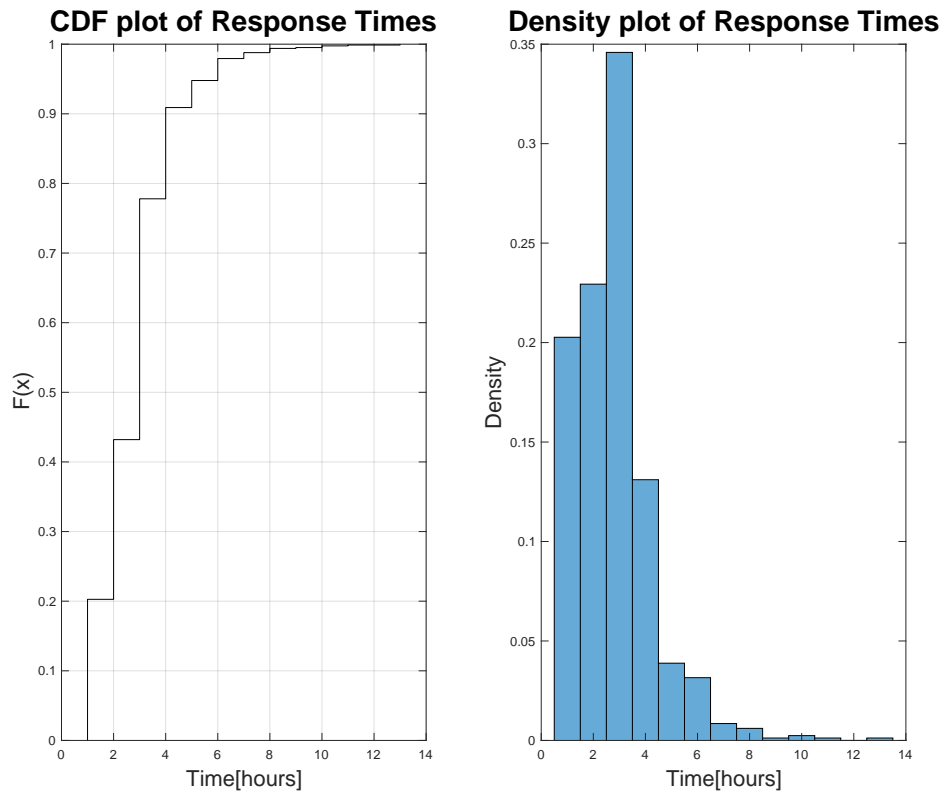 CDF plot of Response Times
1
0.9
0.8
0.7
0.6
0.5
0.4
0.3
0.2
0.1
0
F(x)
0 2 4 6 8 10 12 14
Time[hours]
Density plot of Response Times
0.35
0.3
0.25
0.2
0.15
0.1
0.05
0
Density
0 2 4 6 8 10 12 14
Time[hours]